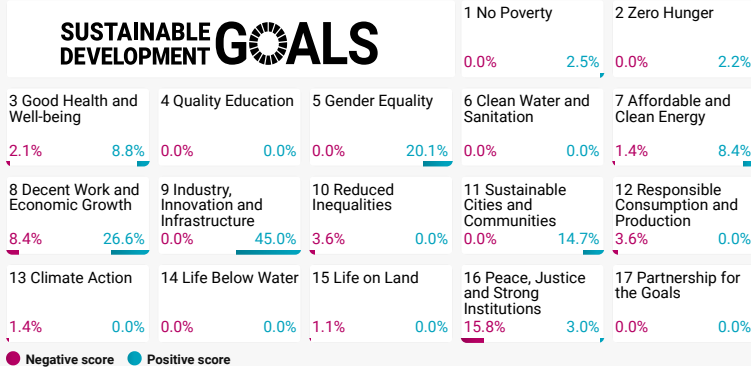 SUSTAINABLE
DEVELOPMENT
GOALS
1 No Poverty
0.0% 2.5%
2 Zero Hunger
0.0% 2.2%
3 Good Health and
Well-being
2.1% 8.8%
4 Quality Education
0.0% 0.0%
5 Gender Equality
0.0% 20.1%
6 Clean Water and
Sanitation
0.0% 0.0%
7 Affordable and
Clean Energy
1.4% 8.4%
8 Decent Work and
Economic Growth
8.4% 26.6%
9 Industry,
Innovation and
Infrastructure
0.0% 45.0%
10 Reduced
Inequalities
3.6% 0.0%
11 Sustainable
Cities and
Communities
0.0% 14.7%
12 Responsible
Consumption and
Production
3.6% 0.0%
13 Climate Action
1.4% 0.0%
14 Life Below Water
0.0% 0.0%
15 Life on Land
1.1% 0.0%
16 Peace, Justice
and Strong
Institutions
15.8% 3.0%
17 Partnership for
the Goals
0.0% 0.0%
Negative score Positive score